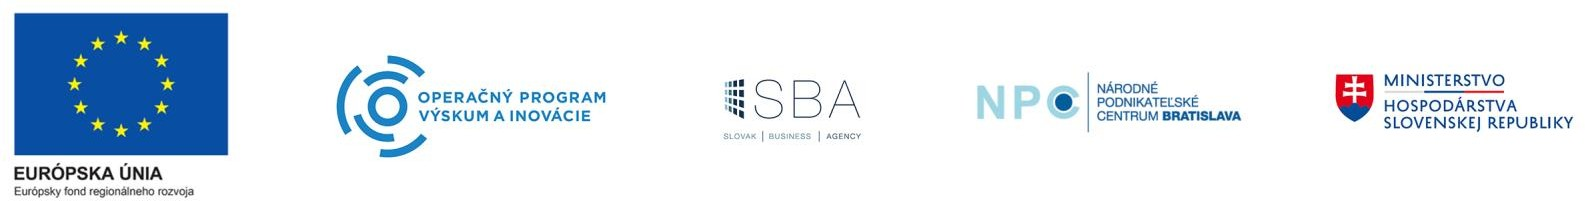 EURÓPSKA ÚNIA
Európsky fond regionálneho rozvoja
OPERAČNÝ PROGRAM
VÝSKUM A INOVÁCIE
SBA
SLOVAK | BUSINESS | AGENCY
NPC
NÁRODNÉ
PODNIKATEĽSKÉ
CENTRUM BRATISLAVA
MINISTERSTVO
HOSPODÁRSTVA
SLOVENSKEJ REPUBLIKY